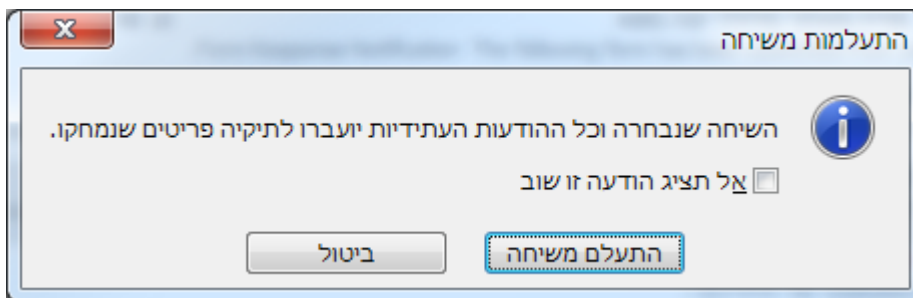 התעלמות משיחה
השיחה שנבחרה וכל ההודעות העתידיות יועברו לתיקיה פריטים שנמחקו.
אל תציג הודעה זו שוב
התעלם משיחה
ביטול